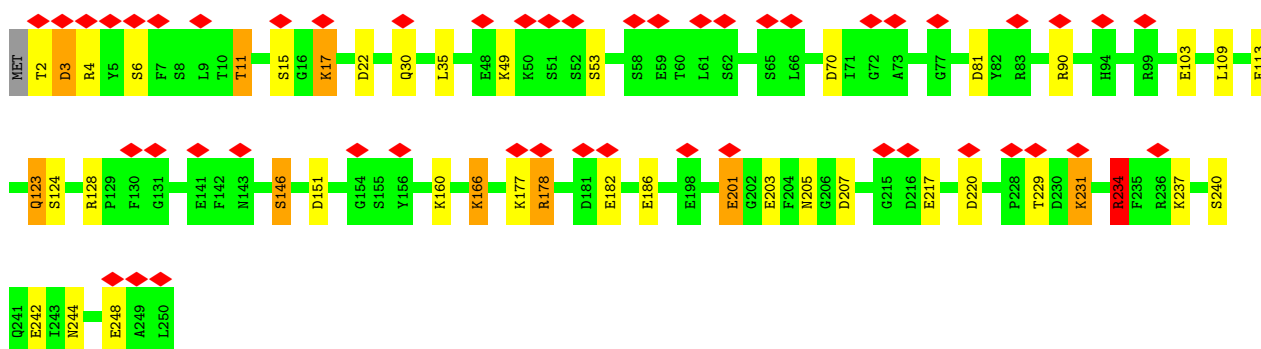 MET T2 D3 R4 Y5 S6 F7 S8 L9 T10 T11 S15 G16 K17 D22 Q30 L35 E48 K49 K50 S51 S52 S53 S58 E59 T60 L61 S62 S65 L66 D70 I71 G72 A73 G77 D81 Y82 R83 R90 H94 R99 E103 L109 E113
Q123 S124 R128 P129 F130 G131 E141 F142 N143 S146 D151 G154 S155 Y156 K160 K166 K177 R178 D181 E182 E186 E198 E201 G202 E203 F204 N205 G206 D207 G215 D216 E217 D220 P228 T229 D230 K231 R234 F235 R236 K237 S240
Q241 E242 I243 N244 E248 A249 L250